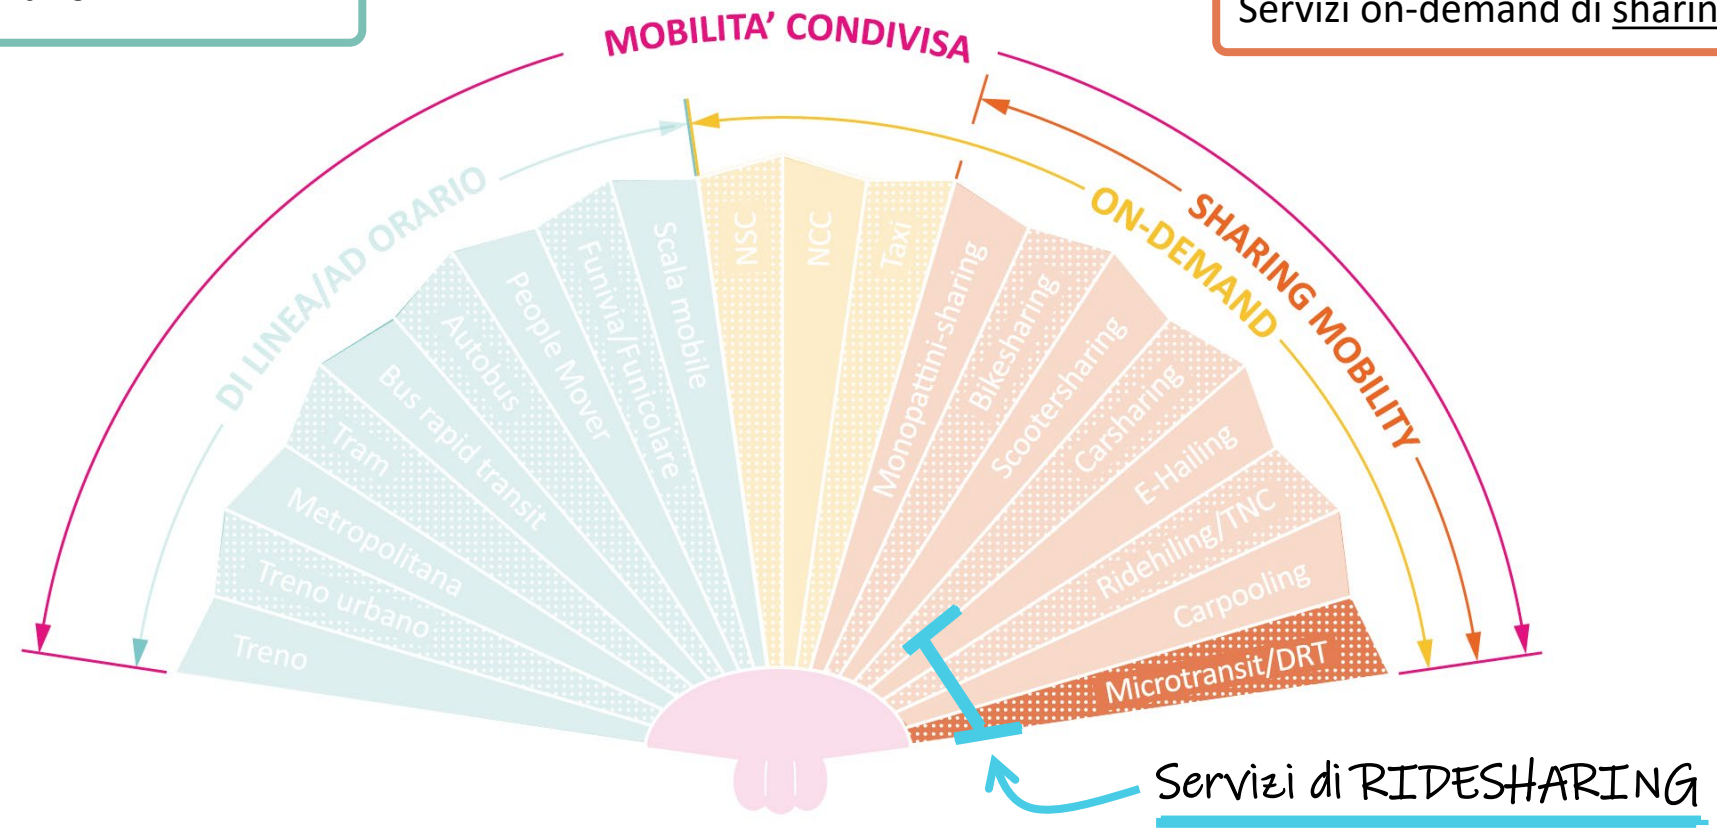 Servizi on-demand di sharin
MOBILITA' CONDIVISA
DI LINEA/AD ORARIO
ON-DEMAND
SHARING MOBILITY
Treno
Treno urbano
Metropolitana
Tram
Bus rapid transit
Autobus
People Mover
Funivia/Funicolare
Scala mobile
NSC
NCC
Taxi
Monopattini-sharing
Bikesharing
Scootersharing
Carsharing
E-Hailing
Ridehiling/TNC
Carpooling
Microtransit/DRT
Servizi di RIDESHARING